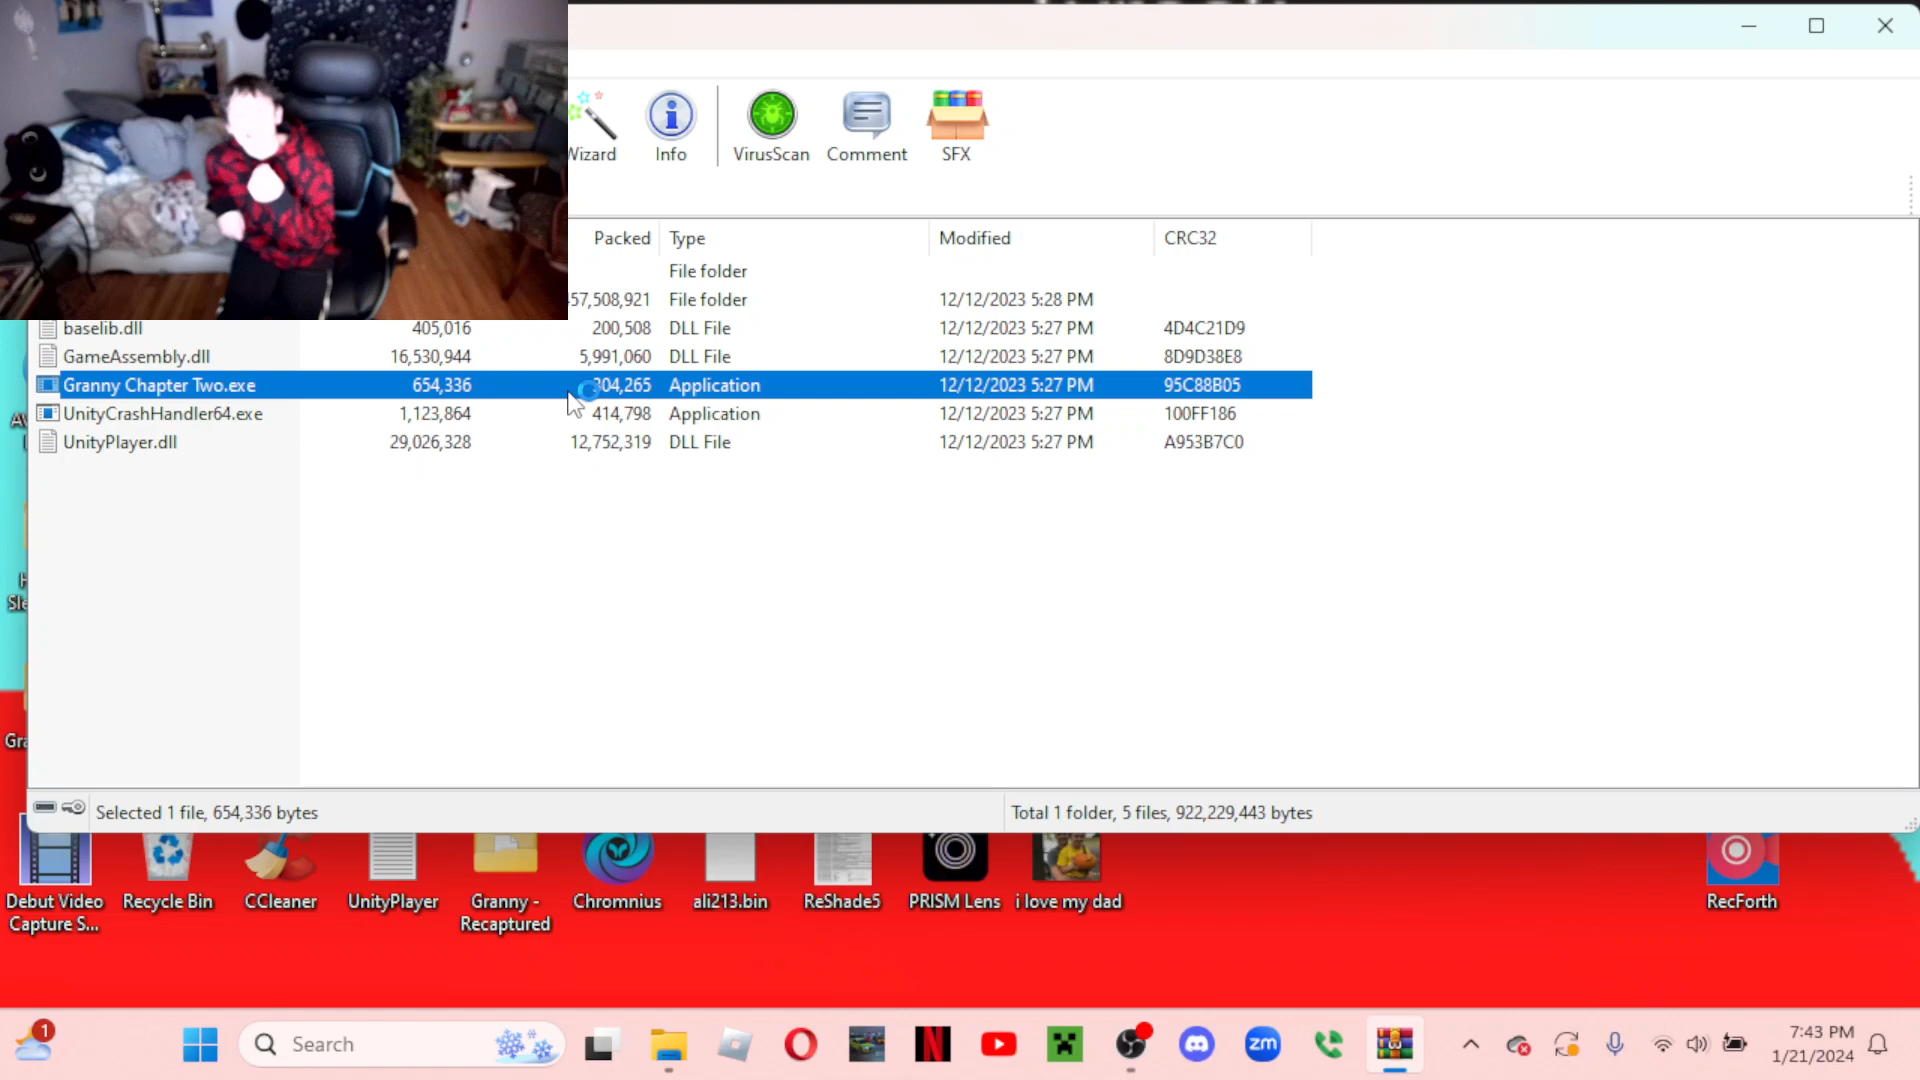 Wizard Info VirusScan Comment SFX
Packed Type Modified CRC32
File folder
57,508,921 File folder 12/12/2023 5:28 PM
baselib.dll 405,016 200,508 DLL File 12/12/2023 5:27 PM 4D4C21D9
GameAssembly.dll 16,530,944 5,991,060 DLL File 12/12/2023 5:27 PM 8D9D38E8
Granny Chapter Two.exe 654,336 304,265 Application 12/12/2023 5:27 PM 95C88B05
UnityCrashHandler64.exe 1,123,864 414,798 Application 12/12/2023 5:27 PM 100FF186
UnityPlayer.dll 29,026,328 12,752,319 DLL File 12/12/2023 5:27 PM A953B7C0
Sle
Gra
Selected 1 file, 654,336 bytes Total 1 folder, 5 files, 922,229,443 bytes
Debut Video Capture S...
Recycle Bin
CCleaner
UnityPlayer
Granny - Recaptured
Chromnius
ali213.bin
ReShade5
PRISM Lens
i love my dad
RecForth
1
Search
zm
7:43 PM
1/21/2024